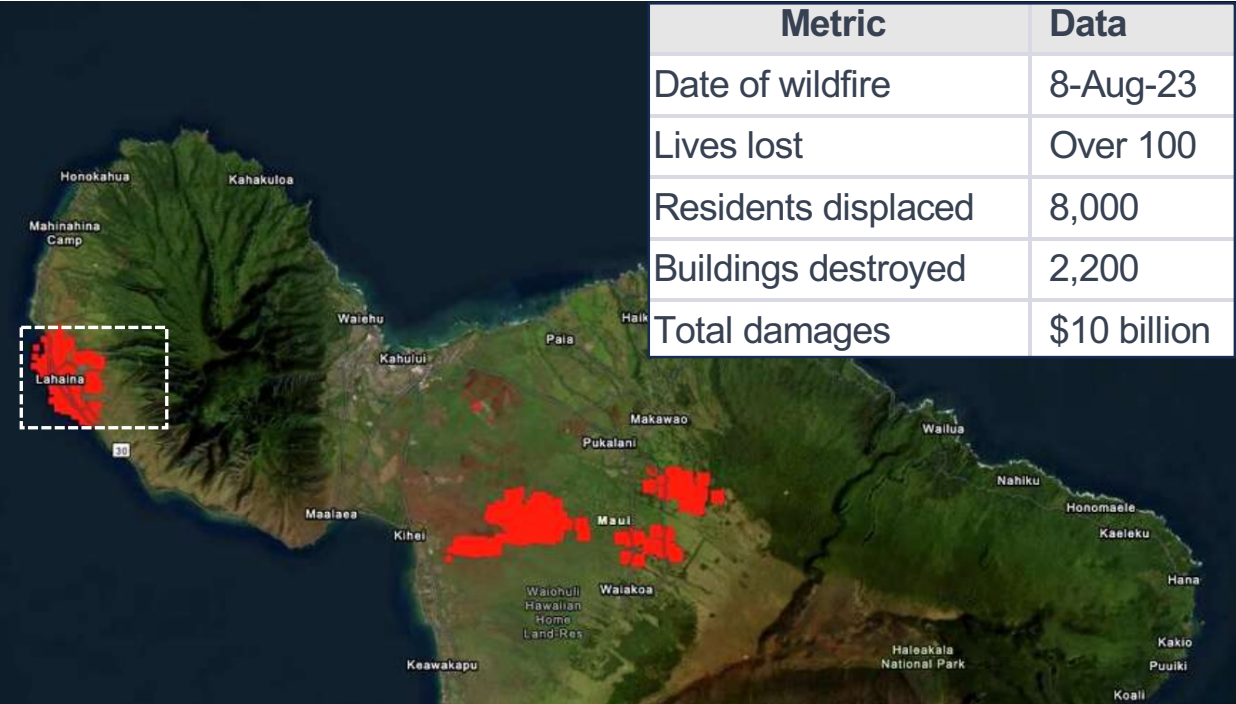 Metric Data
Date of wildfire 8-Aug-23
Lives lost Over 100
Residents displaced 8,000
Buildings destroyed 2,200
Total damages $10 billion
Honokahua
Kahakuloa
Mahinahina
Camp
Waiehu
Haik
Paia
Kahului
Lahaina
Makawao
Wailua
Pukalani
30
Nahiku
Honomaele
Maalaea
Maui
Kihei
Kaeleku
Hana
Waiohuli
Hawaiian
Home
Land-Res
Waiakoa
Kakio
Haleakala
National Park
Keawakapu
Puuiki
Koali